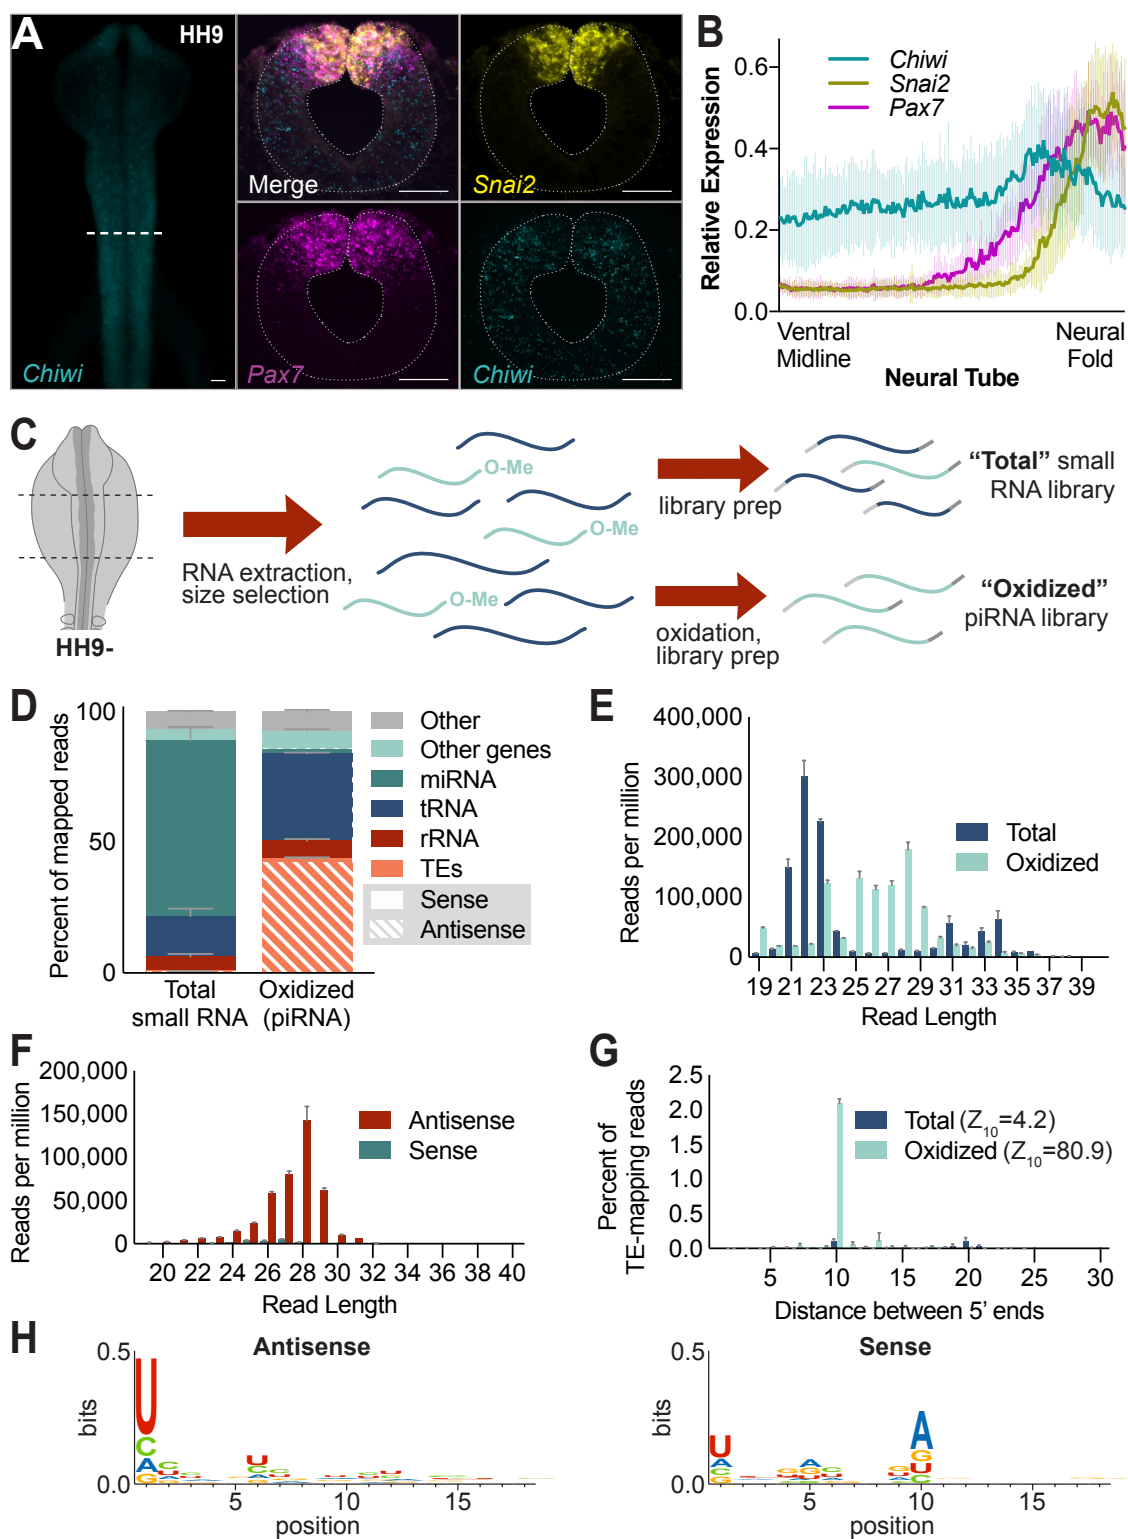 A
HH9
Chiwi
Merge
Snai2
Pax7
Chiwi
B
Relative Expression
0.6
0.4
0.2
0.0
Chiwi
Snai2
Pax7
Ventral
Midline
Neural
Fold
Neural Tube
C
HH9-
RNA extraction,
size selection
O-Me
O-Me
O-Me
library prep
oxidation,
library prep
“Total” small
RNA library
“Oxidized”
piRNA library
D
Percent of mapped reads
100
50
0
Total
small RNA
Oxidized
(piRNA)
Other
Other genes
miRNA
tRNA
rRNA
TEs
Sense
Antisense
E
Reads per million
400,000
300,000
200,000
100,000
0
Total
Oxidized
19 21 23 25 27 29 31 33 35 37 39
Read Length
F
Reads per million
200,000
150,000
100,000
50,000
0
Antisense
Sense
20 22 24 26 28 30 32 34 36 38 40
Read Length
G
Percent of
TE-mapping reads
2.5
2.0
1.5
1.0
0.5
0.0
Total (Z10=4.2)
Oxidized (Z10=80.9)
5 10 15 20 25 30
Distance between 5’ ends
H
Antisense
bits
0.5
0.0
U
C
A
G
5 10 15
position
Sense
bits
0.5
0.0
U
A
C
G
A
G
U
C
5 10 15
position